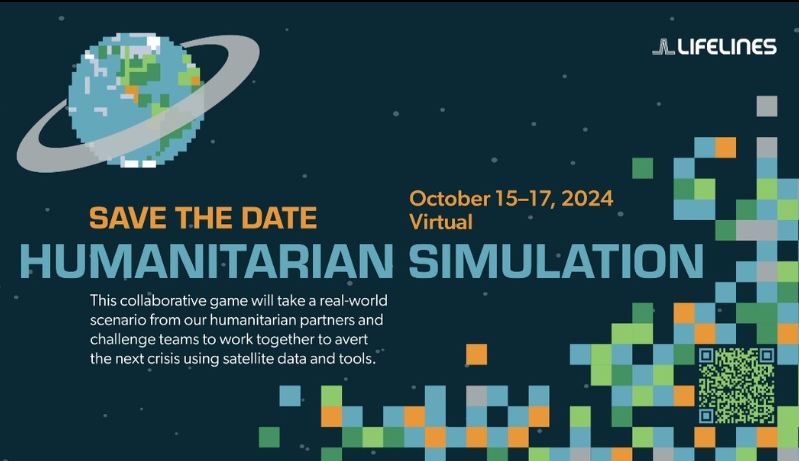 LIFELINES
SAVE THE DATE
October 15–17, 2024
Virtual
HUMANITARIAN SIMULATION
This collaborative game will take a real-world
scenario from our humanitarian partners and
challenge teams to work together to avert
the next crisis using satellite data and tools.